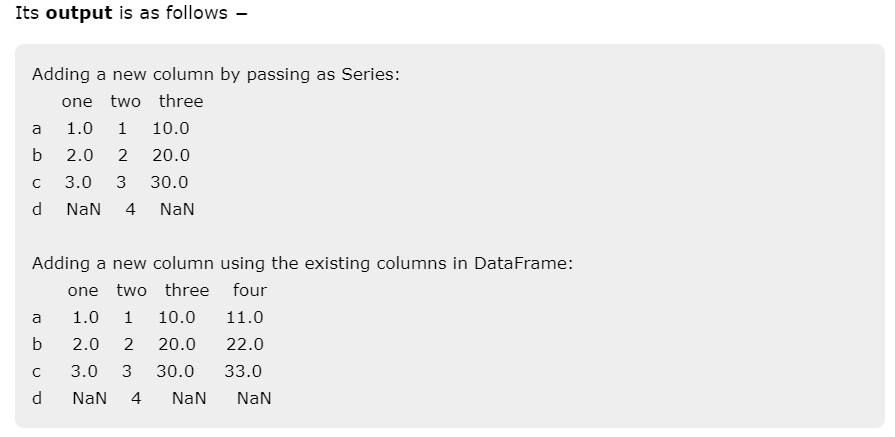 Its output is as follows −
Adding a new column by passing as Series:
one two three
a 1.0 1 10.0
b 2.0 2 20.0
c 3.0 3 30.0
d NaN 4 NaN
Adding a new column using the existing columns in DataFrame:
one two three four
a 1.0 1 10.0 11.0
b 2.0 2 20.0 22.0
c 3.0 3 30.0 33.0
d NaN 4 NaN NaN